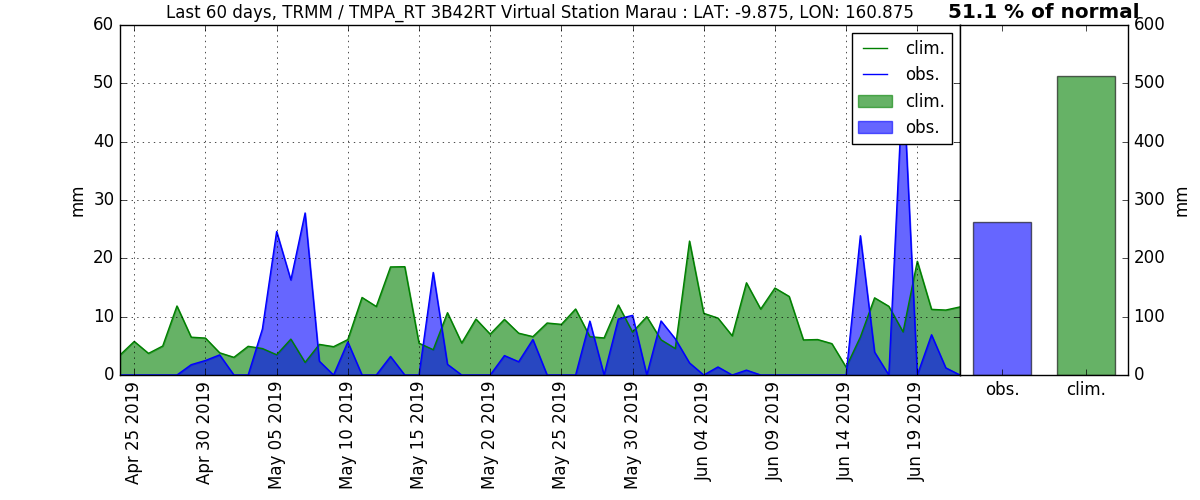 Last 60 days, TRMM / TMPA_RT 3B42RT Virtual Station Marau : LAT: -9.875, LON: 160.875
51.1 % of normal
60
50
40
30
20
10
0
mm
clim.
obs.
clim.
obs.
600
500
400
300
200
100
0
mm
Apr 25 2019
Apr 30 2019
May 05 2019
May 10 2019
May 15 2019
May 20 2019
May 25 2019
May 30 2019
Jun 04 2019
Jun 09 2019
Jun 14 2019
Jun 19 2019
obs.
clim.